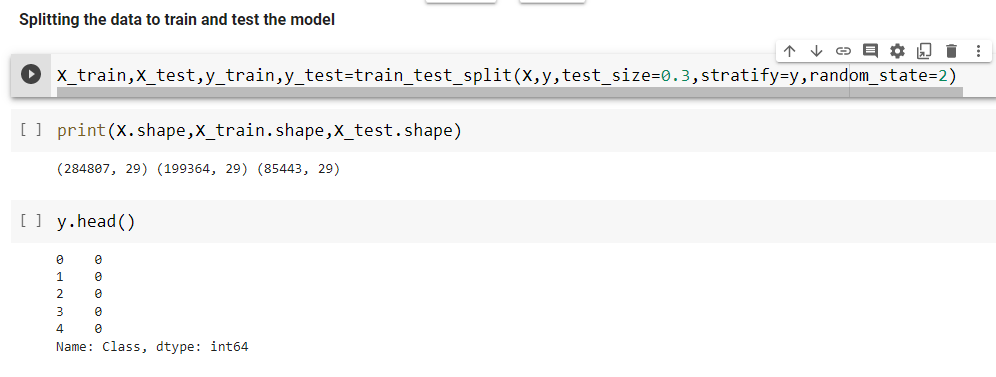 Splitting the data to train and test the model
X_train,X_test,y_train,y_test=train_test_split(X,y,test_size=0.3,stratify=y,random_state=2)
[ ] print(X.shape,X_train.shape,X_test.shape)
(284807, 29) (199364, 29) (85443, 29)
[ ] y.head()
0 0
1 0
2 0
3 0
4 0
Name: Class, dtype: int64